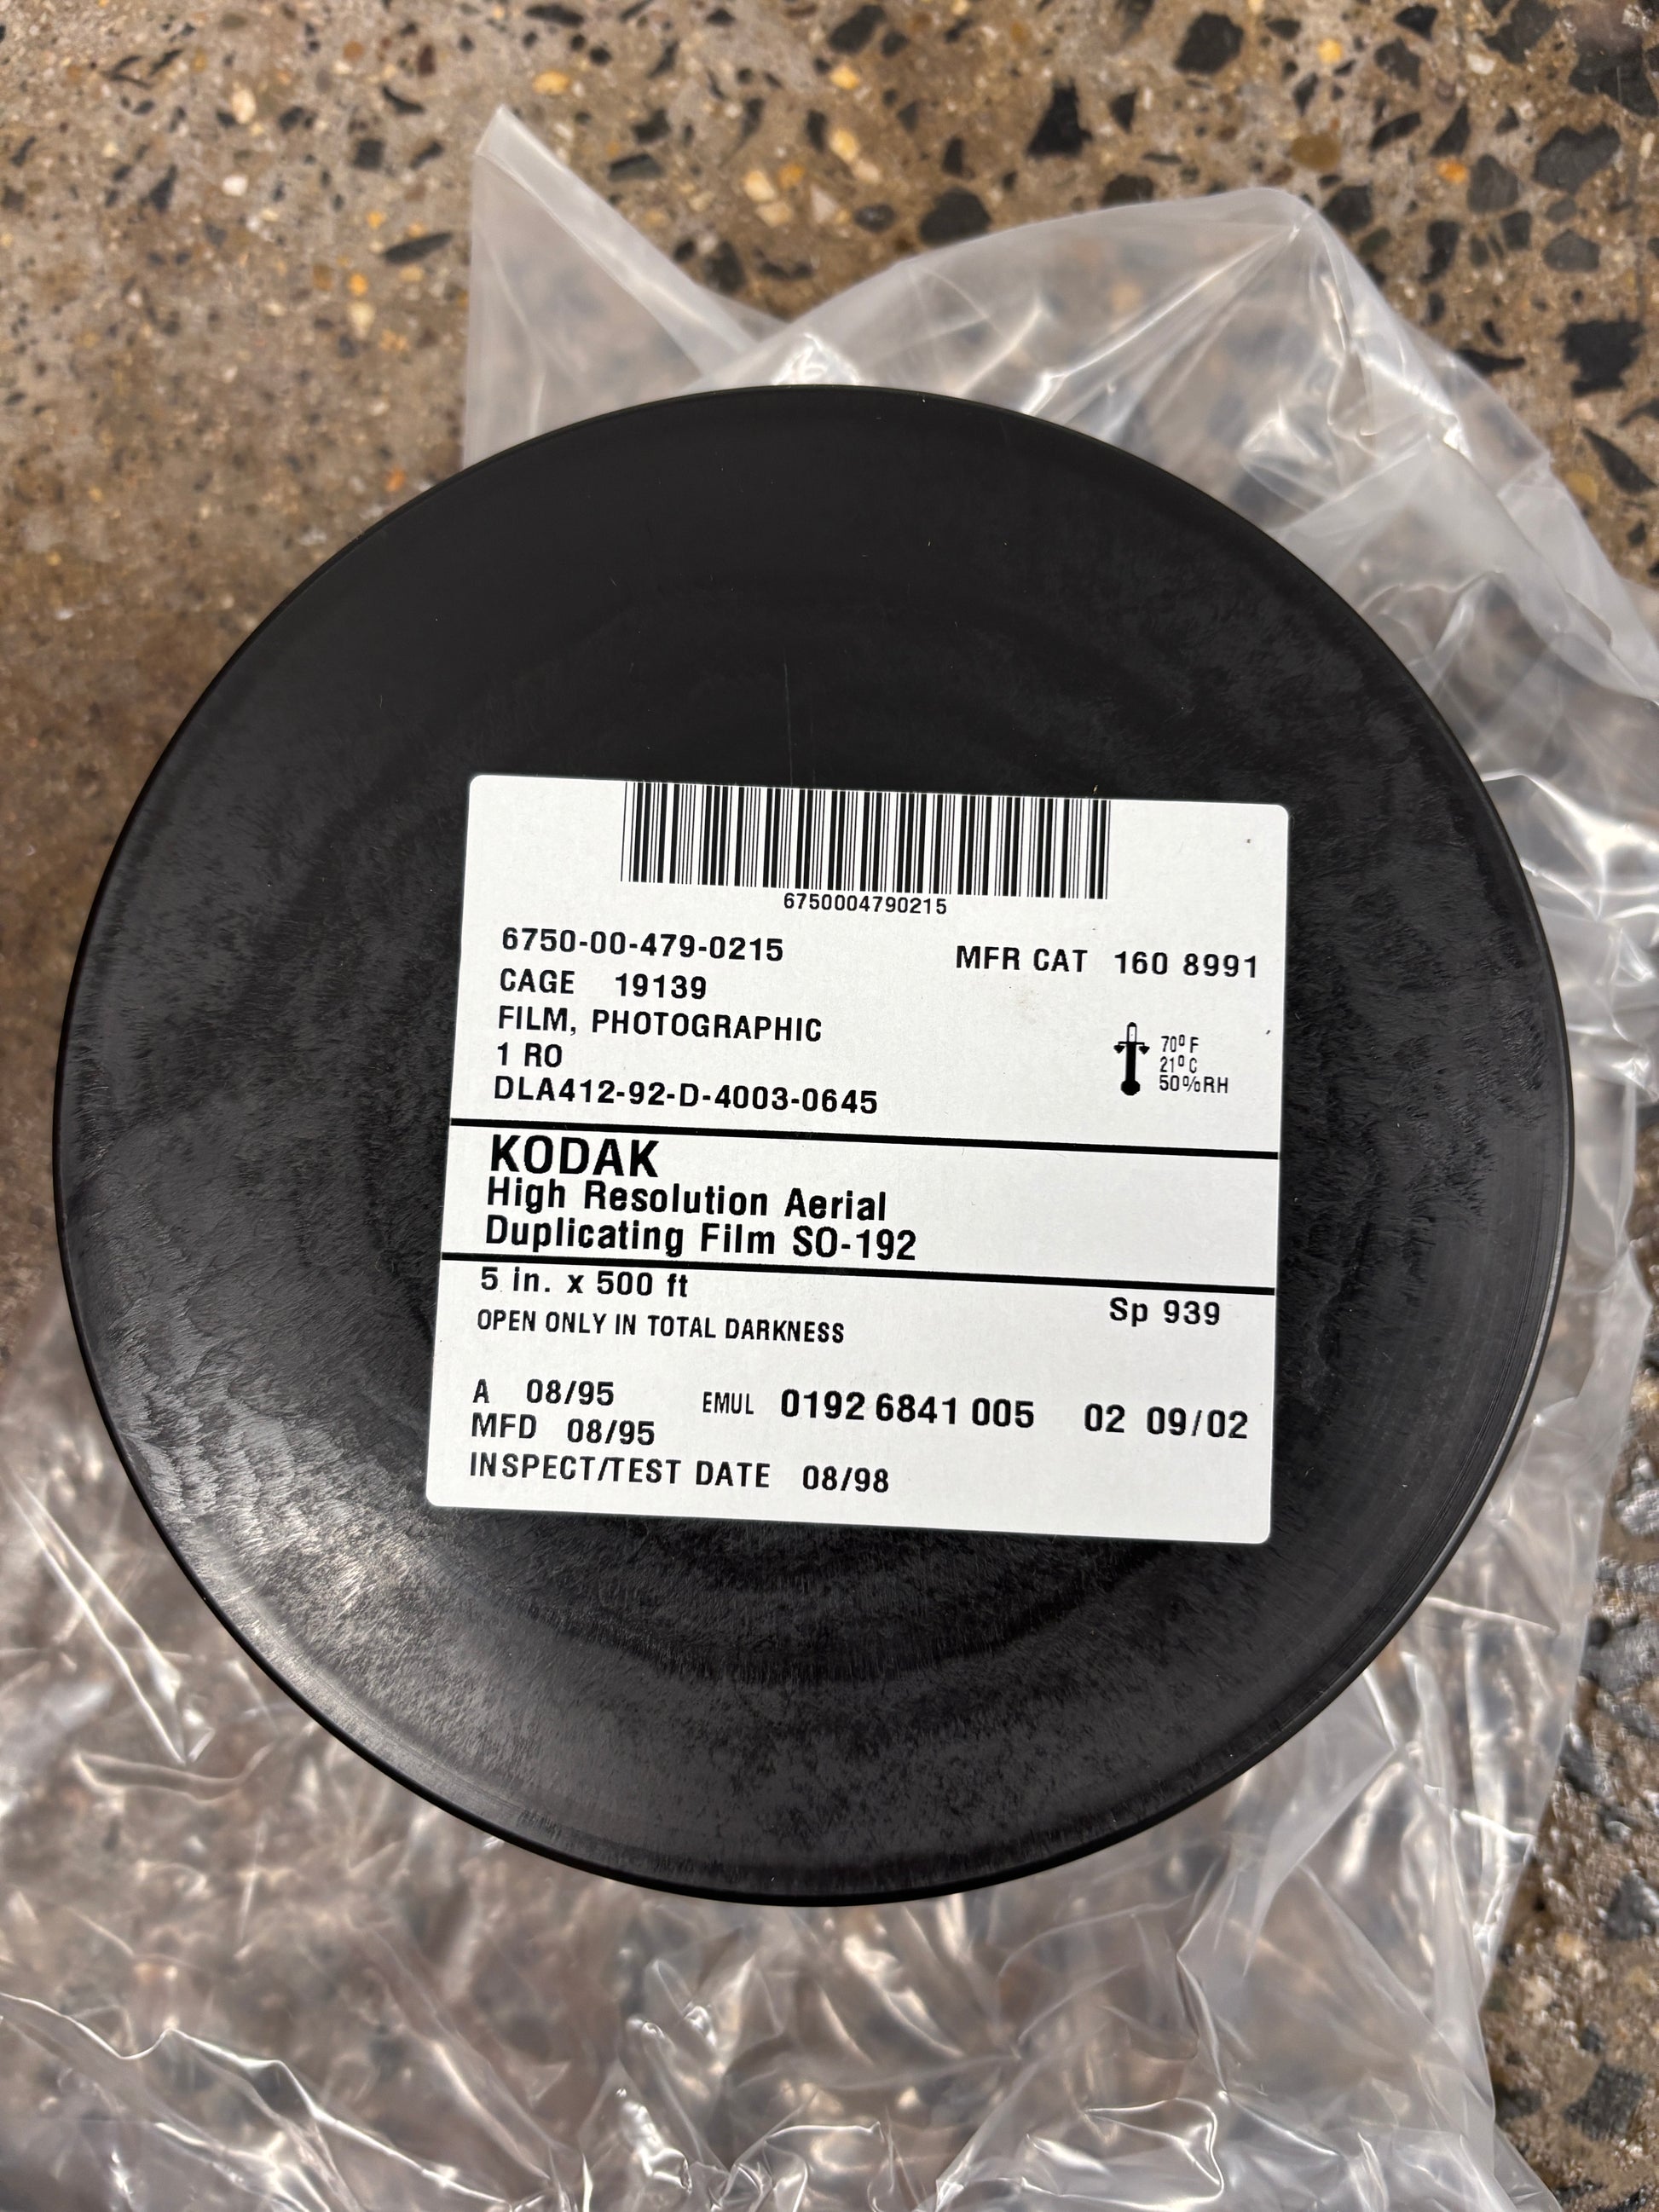 6750004790215
6750-00-479-0215 MFR CAT 160 8991
CAGE 19139
FILM, PHOTOGRAPHIC
1 RO
70º F
21º C
50%RH
DLA412-92-D-4003-0645
KODAK
High Resolution Aerial
Duplicating Film SO-192
5 in. x 500 ft
Sp 939
OPEN ONLY IN TOTAL DARKNESS
A 08/95 EMUL 0192 6841 005 02 09/02
MFD 08/95
INSPECT/TEST DATE 08/98